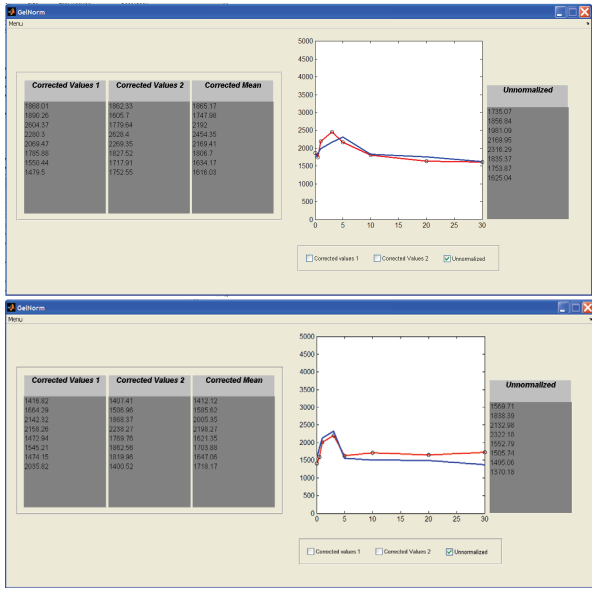 GelNorm
Menu
Corrected Values 1 Corrected Values 2 Corrected Mean
1868.01 1862.33 1865.17
1890.26 1605.7 1747.98
2604.37 1779.64 2192
2280.3 2628.4 2454.35
2069.47 2269.35 2169.41
1785.88 1827.52 1806.7
1550.44 1717.91 1634.17
1479.5 1752.55 1616.03
5000
4500
4000
3500
3000
2500
2000
1500
1000
500
0
0 5 10 15 20 25 30
Unnormalized
1735.07
1856.84
1981.09
2169.95
2316.29
1835.37
1753.87
1625.04
Corrected values 1 Corrected Values 2 Unnormalized
GelNorm
Menu
Corrected Values 1 Corrected Values 2 Corrected Mean
1416.82 1407.41 1412.12
1664.29 1506.96 1585.62
2142.32 1868.37 2005.35
2158.26 2238.27 2198.27
1472.94 1769.76 1621.35
1545.21 1862.56 1703.88
1474.15 1819.96 1647.06
2035.82 1400.52 1718.17
5000
4500
4000
3500
3000
2500
2000
1500
1000
500
0
0 5 10 15 20 25 30
Unnormalized
1569.71
1838.39
2132.98
2322.18
1552.79
1505.74
1495.06
1370.18
Corrected values 1 Corrected Values 2 Unnormalized